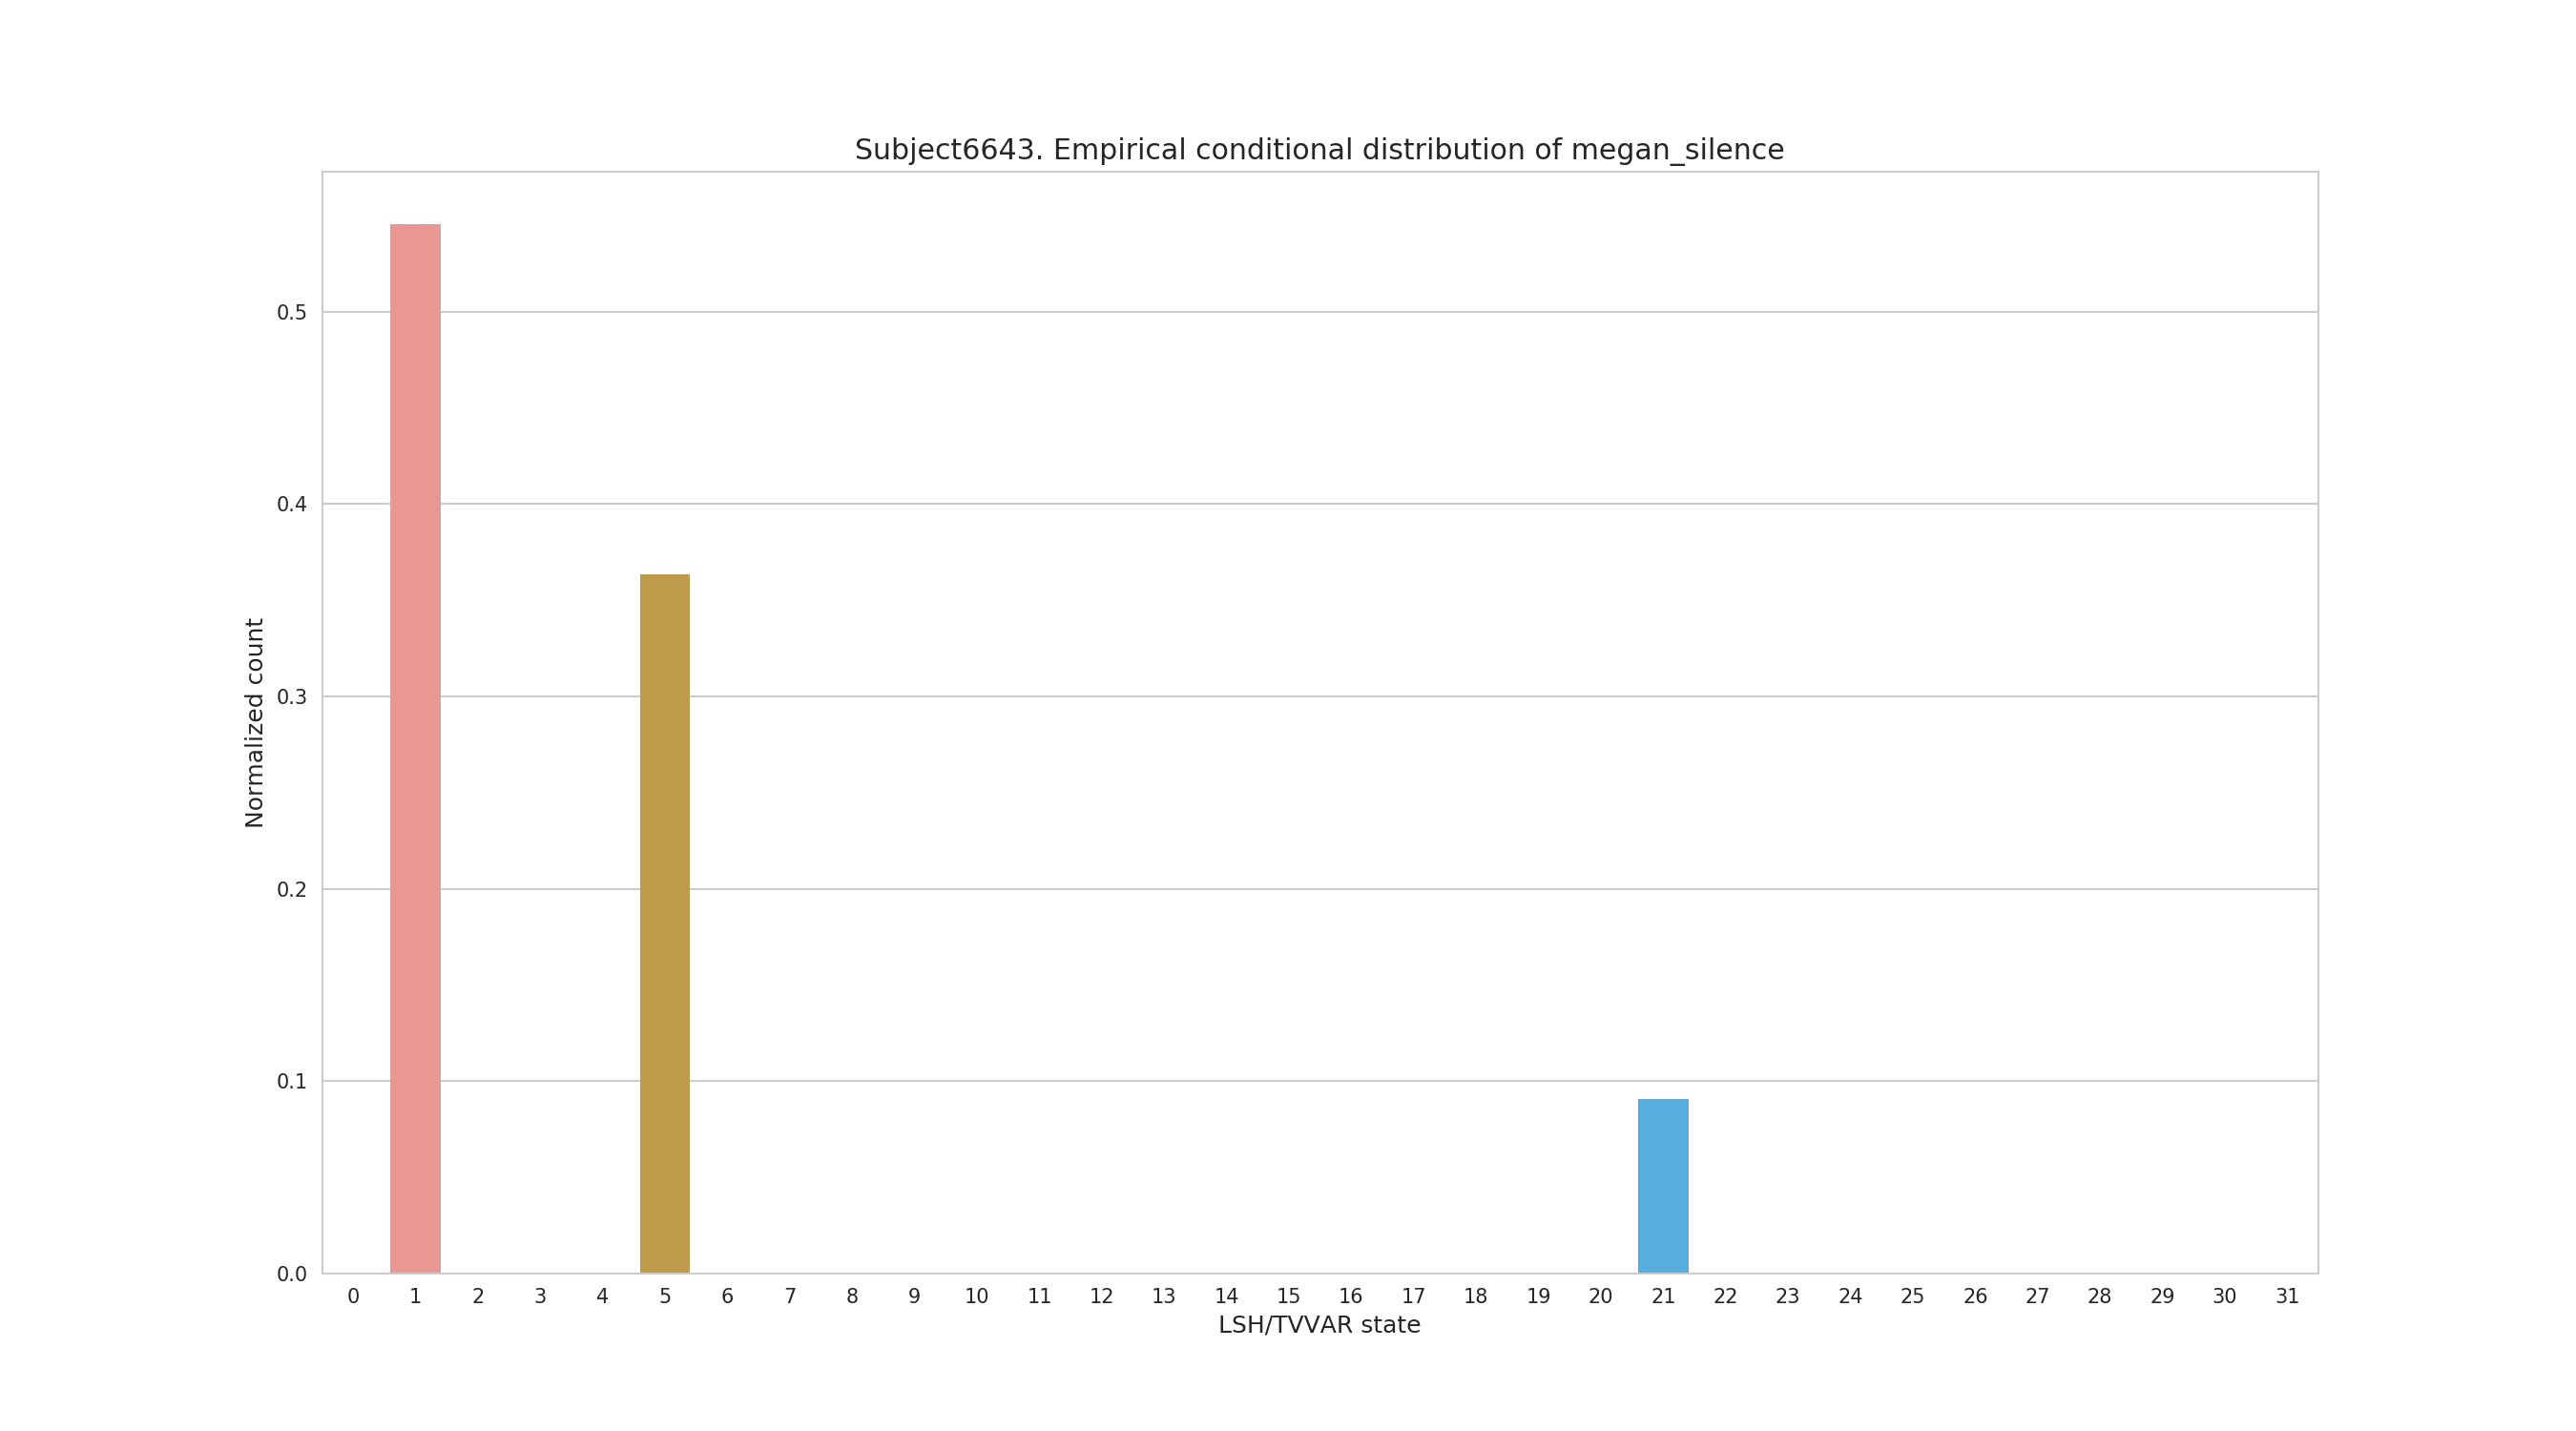 Subject6643. Empirical conditional distribution of megan_silence
Normalized count
0.5
0.4
0.3
0.2
0.1
0.0
0 1 2 3 4 5 6 7 8 9 10 11 12 13 14 15 16 17 18 19 20 21 22 23 24 25 26 27 28 29 30 31
LSH/TVVAR state